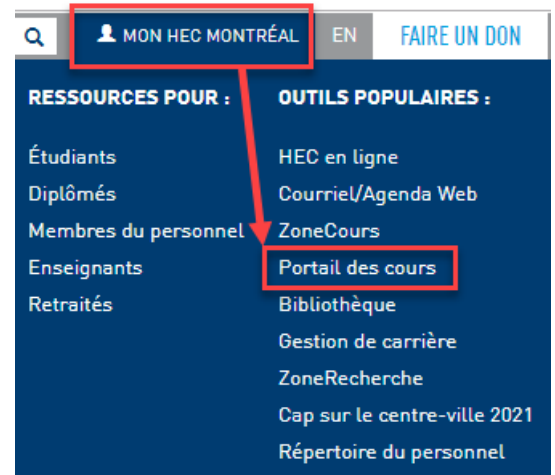 MON HEC MONTRÉAL EN FAIRE UN DON
RESSOURCES POUR :
Étudiants
Diplômés
Membres du personnel
Enseignants
Retraités
OUTILS POPULAIRES :
HEC en ligne
Courriel/Agenda Web
ZoneCours
Portail des cours
Bibliothèque
Gestion de carrière
ZoneRecherche
Cap sur le centre-ville 2021
Répertoire du personnel